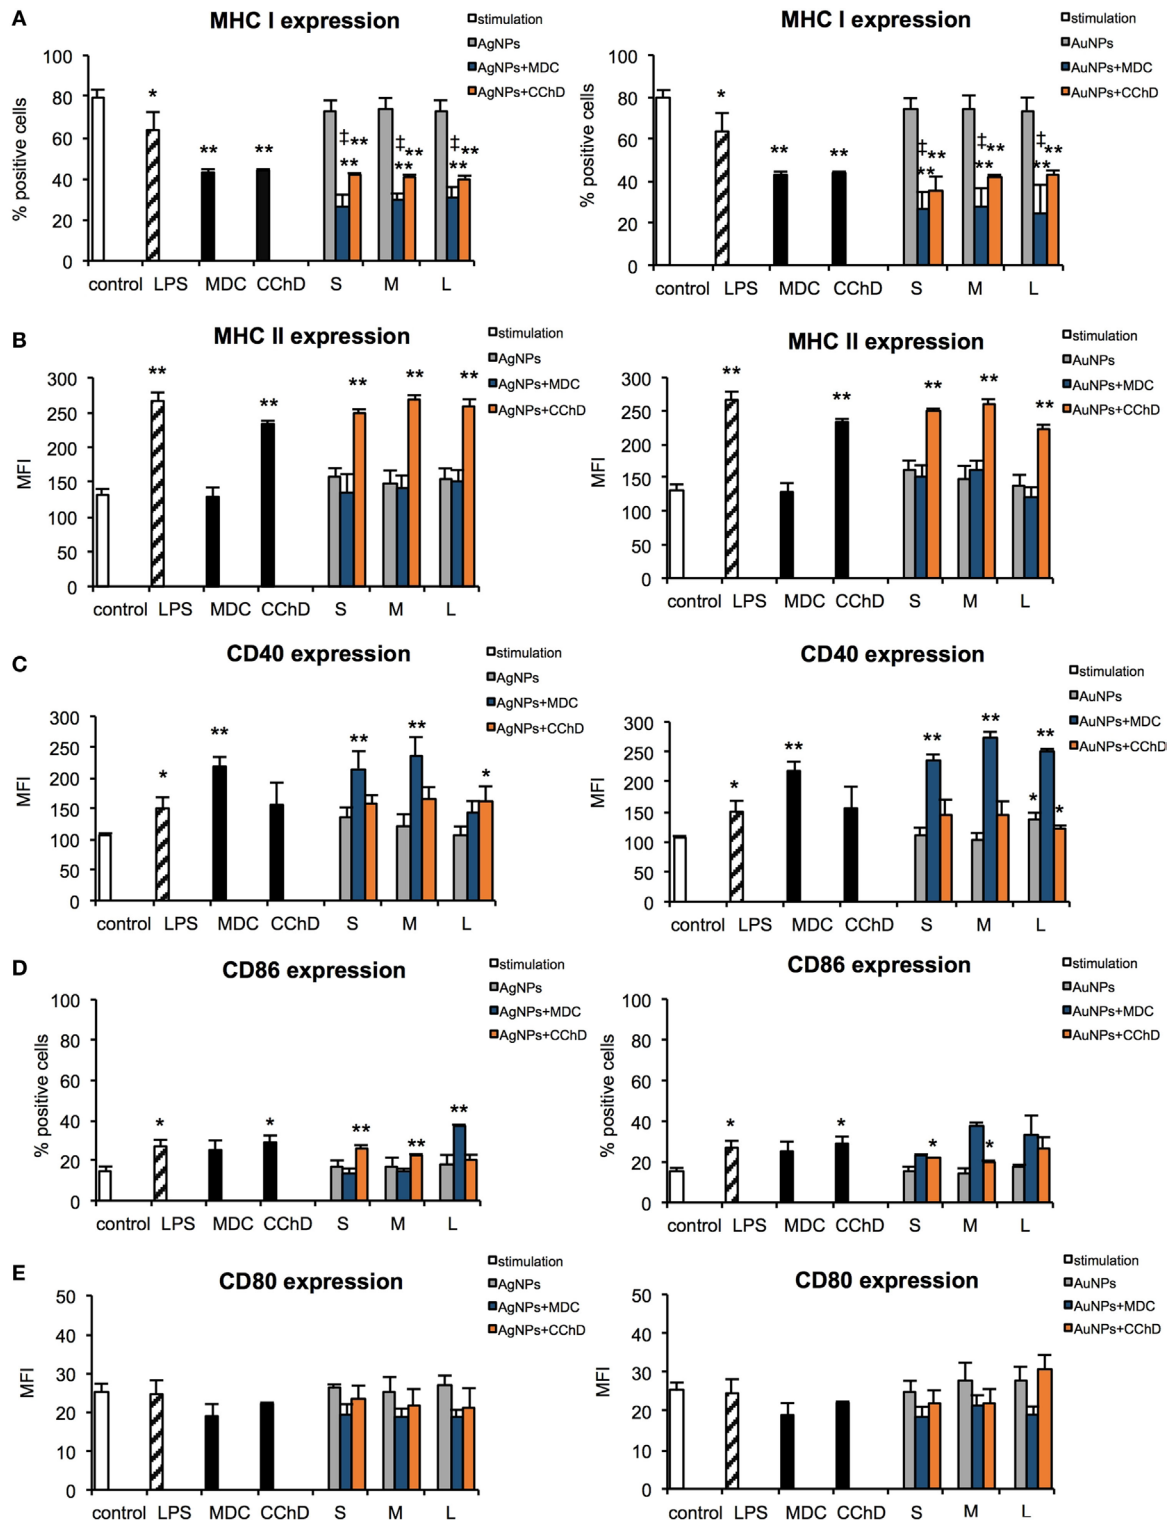 A
MHC I expression
stimulation
AgNPs
AgNPs+MDC
AgNPs+CChD
% positive cells
100
80
60
40
20
0
*
**
**
‡**
**
‡**
**
‡**
**
control LPS MDC CChD S M L
MHC I expression
stimulation
AuNPs
AuNPs+MDC
AuNPs+CChD
% positive cells
100
80
60
40
20
0
*
**
**
‡**
**
‡**
**
‡**
**
control LPS MDC CChD S M L
B
MHC II expression
stimulation
AgNPs
AgNPs+MDC
AgNPs+CChD
MFI
300
250
200
150
100
50
0
**
**
**
**
**
control LPS MDC CChD S M L
MHC II expression
stimulation
AuNPs
AuNPs+MDC
AuNPs+CChD
MFI
300
250
200
150
100
50
0
**
**
**
**
**
control LPS MDC CChD S M L
C
CD40 expression
stimulation
AgNPs
AgNPs+MDC
AgNPs+CChD
MFI
300
250
200
150
100
50
0
*
**
**
**
*
control LPS MDC CChD S M L
CD40 expression
stimulation
AuNPs
AuNPs+MDC
AuNPs+CChD
MFI
300
250
200
150
100
50
0
*
**
**
**
*
**
*
control LPS MDC CChD S M L
D
CD86 expression
stimulation
AgNPs
AgNPs+MDC
AgNPs+CChD
% positive cells
100
80
60
40
20
0
*
*
**
**
**
control LPS MDC CChD S M L
CD86 expression
stimulation
AuNPs
AuNPs+MDC
AuNPs+CChD
% positive cells
100
80
60
40
20
0
*
*
*
*
control LPS MDC CChD S M L
E
CD80 expression
stimulation
AgNPs
AgNPs+MDC
AgNPs+CChD
MFI
50
40
30
20
10
0
control LPS MDC CChD S M L
CD80 expression
stimulation
AuNPs
AuNPs+MDC
AuNPs+CChD
MFI
50
40
30
20
10
0
control LPS MDC CChD S M L